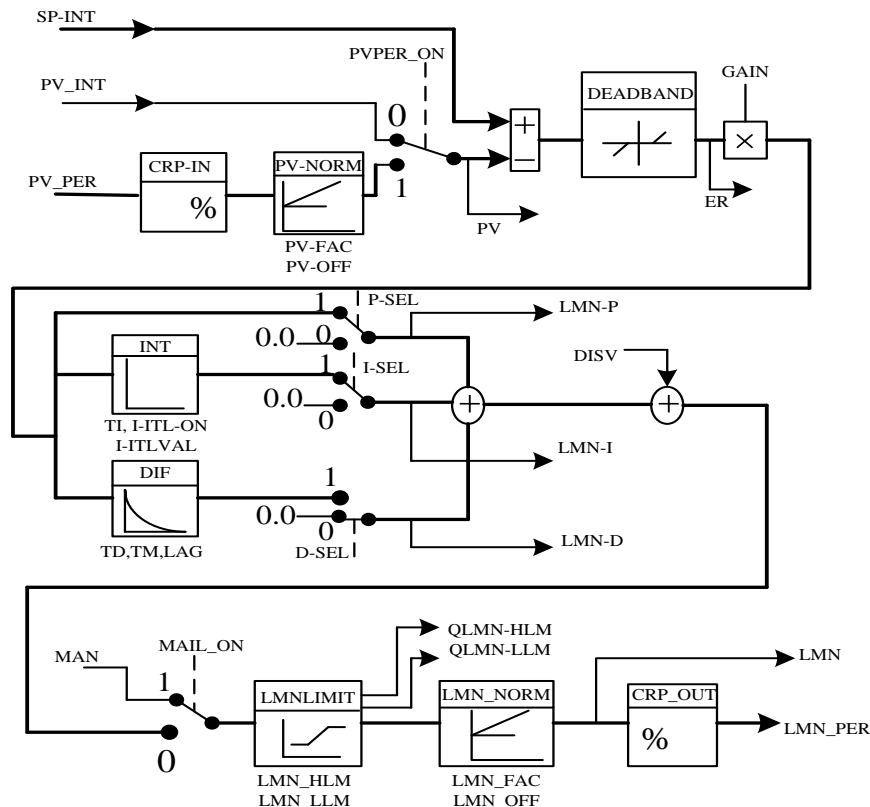 SP-INT
PVPER_ON
GAIN
PV_INT
DEADBAND
0
+
−
×
CRP-IN
PV-NORM
PV_PER
%
1
ER
PV
PV-FAC
PV-OFF
P-SEL
1
LMN-P
0.0
0
INT
DISV
1
I-SEL
0.0
+
+
0
TI, I-ITL-ON
I-ITLVAL
LMN-I
DIF
1
0.0
0
LMN-D
TD,TM,LAG
D-SEL
QLMN-HLM
QLMN-LLM
MAN
MAIL_ON
LMN
1
LMNLIMIT
LMN_NORM
CRP_OUT
LMN_PER
%
0
LMN_HLM
LMN_LLM
LMN_FAC
LMN_OFF